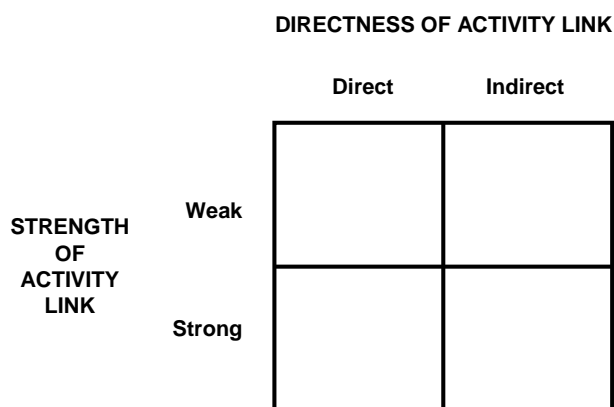 DIRECTNESS OF ACTIVITY LINK
Direct Indirect
Weak
STRENGTH
OF
ACTIVITY
LINK
Strong